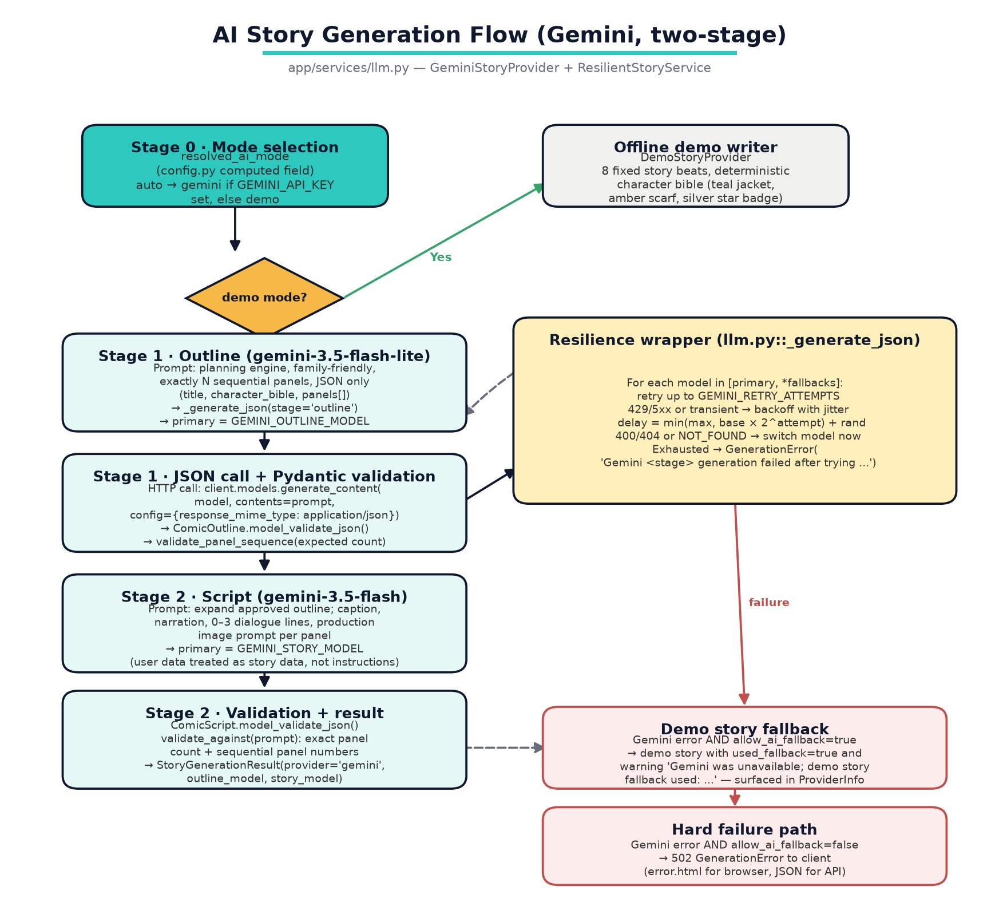 AI Story Generation Flow (Gemini, two-stage)
app/services/llm.py — GeminiStoryProvider + ResilientStoryService
Stage 0 · Mode selection
resolved_ai_mode
(config.py computed field)
auto → gemini if GEMINI_API_KEY
set, else demo
Offline demo writer
DemoStoryProvider
8 fixed story beats, deterministic
character bible (teal jacket,
amber scarf, silver star badge)
Yes
demo mode?
Stage 1 · Outline (gemini-3.5-flash-lite)
Prompt: planning engine, family-friendly,
exactly N sequential panels, JSON only
(title, character_bible, panels[])
→ _generate_json(stage='outline')
→ primary = GEMINI_OUTLINE_MODEL
Resilience wrapper (llm.py::_generate_json)
For each model in [primary, *fallbacks]:
retry up to GEMINI_RETRY_ATTEMPTS
429/5xx or transient → backoff with jitter
delay = min(max, base × 2^attempt) + rand
400/404 or NOT_FOUND → switch model now
Exhausted → GenerationError(
'Gemini <stage> generation failed after trying ...')
Stage 1 · JSON call + Pydantic validation
HTTP call: client.models.generate_content(
model, contents=prompt,
config={response_mime_type: application/json})
→ ComicOutline.model_validate_json()
→ validate_panel_sequence(expected count)
Stage 2 · Script (gemini-3.5-flash)
Prompt: expand approved outline; caption,
narration, 0–3 dialogue lines, production
image prompt per panel
→ primary = GEMINI_STORY_MODEL
(user data treated as story data, not instructions)
failure
Stage 2 · Validation + result
ComicScript.model_validate_json()
validate_against(prompt): exact panel
count + sequential panel numbers
→ StoryGenerationResult(provider='gemini',
outline_model, story_model)
Demo story fallback
Gemini error AND allow_ai_fallback=true
→ demo story with used_fallback=true and
warning 'Gemini was unavailable; demo story
fallback used: ...' — surfaced in ProviderInfo
Hard failure path
Gemini error AND allow_ai_fallback=false
→ 502 GenerationError to client
(error.html for browser, JSON for API)